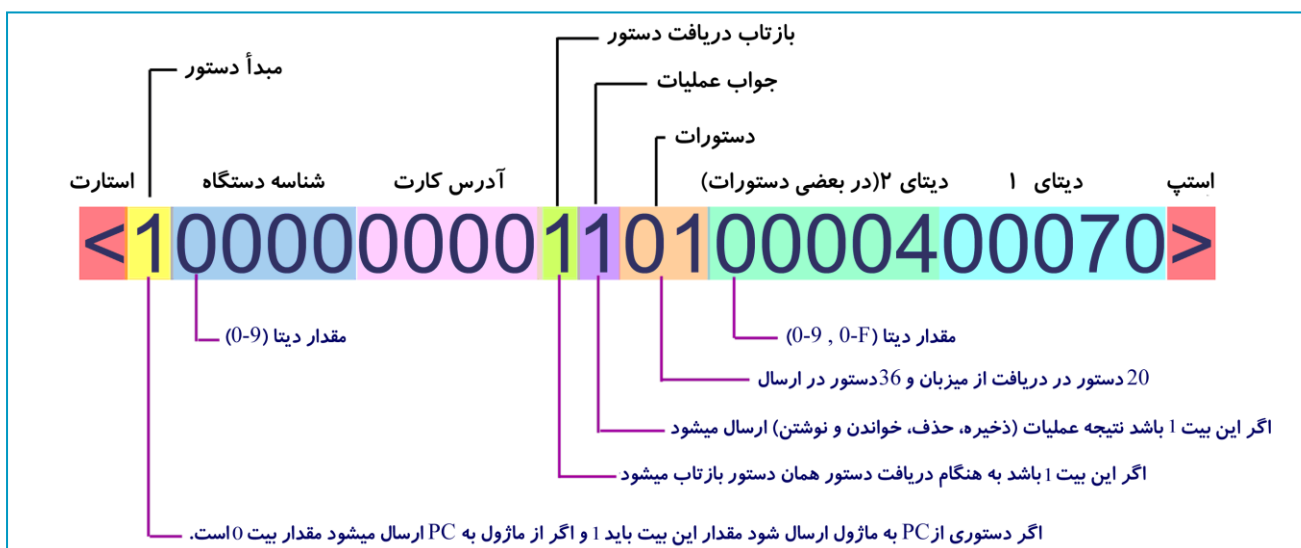 بازتاب دریافت دستور
مبدأ دستور
جواب عملیات
دستورات
استارت شناسه دستگاه آدرس کارت دیتای ۲(در بعضی دستورات) دیتای ۱ استپ
<10000000011010000400070>
مقدار دیتا (0-9) مقدار دیتا (0-9 , 0-F)
20 دستور در دریافت از میزبان و 36دستور در ارسال
اگر این بیت 1 باشد نتیجه عملیات (ذخیره، حذف، خواندن و نوشتن) ارسال میشود
اگر این بیت 1 باشد به هنگام دریافت دستور همان دستور بازتاب میشود
اگر دستوری از PC به ماژول ارسال شود مقدار این بیت باید 1 و اگر از ماژول به PC ارسال میشود مقدار بیت 0 است.